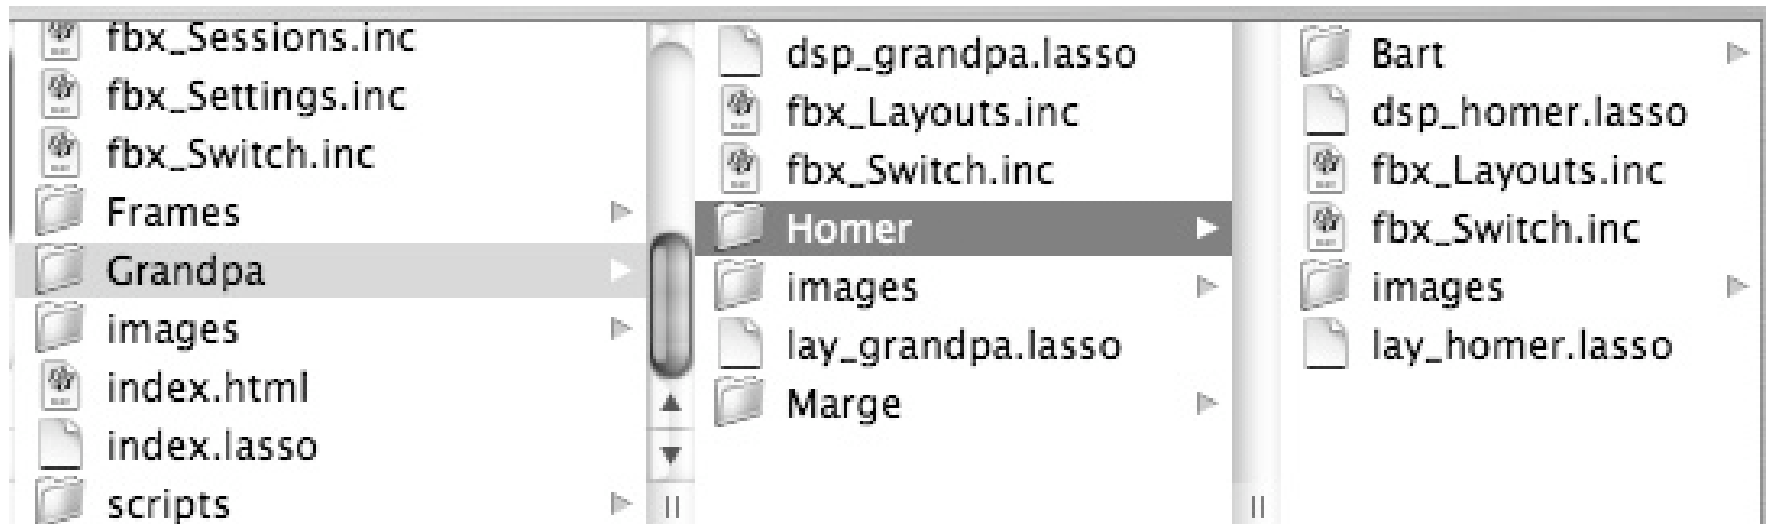 fbx_Sessions.inc
fbx_Settings.inc
fbx_Switch.inc
Frames
Grandpa
images
index.html
index.lasso
scripts
dsp_grandpa.lasso
fbx_Layouts.inc
fbx_Switch.inc
Homer
images
lay_grandpa.lasso
Marge
Bart
dsp_homer.lasso
fbx_Layouts.inc
fbx_Switch.inc
images
lay_homer.lasso